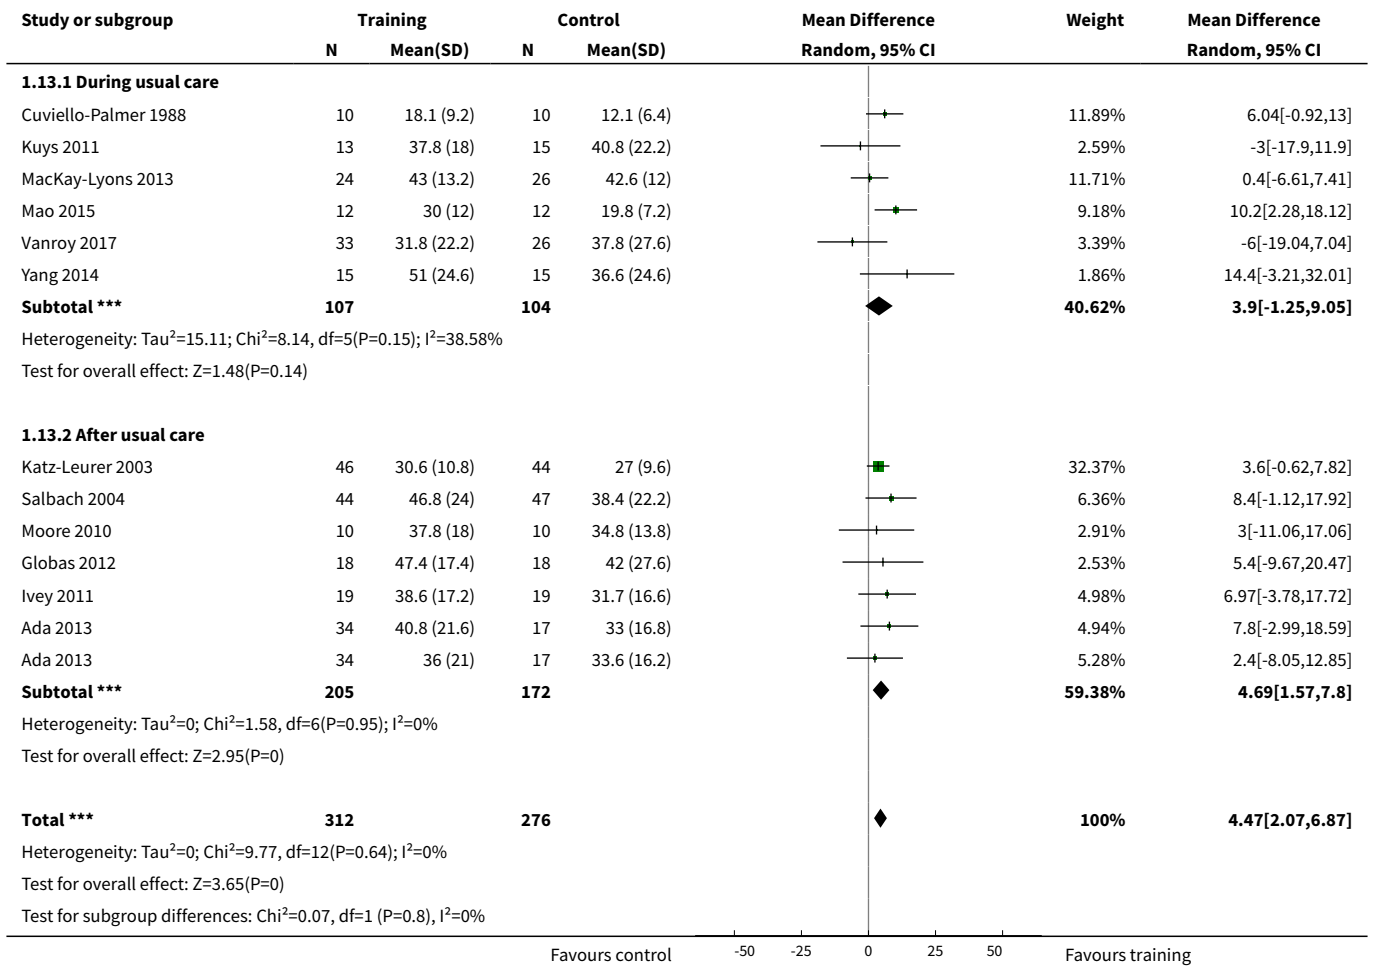 Study or subgroup Training Control Mean Difference Weight Mean Difference
N Mean(SD) N Mean(SD) Random, 95% CI Random, 95% CI
1.13.1 During usual care
Cuviello-Palmer 1988 10 18.1 (9.2) 10 12.1 (6.4) 11.89% 6.04[-0.92,13]
Kuys 2011 13 37.8 (18) 15 40.8 (22.2) 2.59% -3[-17.9,11.9]
MacKay-Lyons 2013 24 43 (13.2) 26 42.6 (12) 11.71% 0.4[-6.61,7.41]
Mao 2015 12 30 (12) 12 19.8 (7.2) 9.18% 10.2[2.28,18.12]
Vanroy 2017 33 31.8 (22.2) 26 37.8 (27.6) 3.39% -6[-19.04,7.04]
Yang 2014 15 51 (24.6) 15 36.6 (24.6) 1.86% 14.4[-3.21,32.01]
Subtotal *** 107 104 40.62% 3.9[-1.25,9.05]
Heterogeneity: Tau²=15.11; Chi²=8.14, df=5(P=0.15); I²=38.58%
Test for overall effect: Z=1.48(P=0.14)
1.13.2 After usual care
Katz-Leurer 2003 46 30.6 (10.8) 44 27 (9.6) 32.37% 3.6[-0.62,7.82]
Salbach 2004 44 46.8 (24) 47 38.4 (22.2) 6.36% 8.4[-1.12,17.92]
Moore 2010 10 37.8 (18) 10 34.8 (13.8) 2.91% 3[-11.06,17.06]
Globas 2012 18 47.4 (17.4) 18 42 (27.6) 2.53% 5.4[-9.67,20.47]
Ivey 2011 19 38.6 (17.2) 19 31.7 (16.6) 4.98% 6.97[-3.78,17.72]
Ada 2013 34 40.8 (21.6) 17 33 (16.8) 4.94% 7.8[-2.99,18.59]
Ada 2013 34 36 (21) 17 33.6 (16.2) 5.28% 2.4[-8.05,12.85]
Subtotal *** 205 172 59.38% 4.69[1.57,7.8]
Heterogeneity: Tau²=0; Chi²=1.58, df=6(P=0.95); I²=0%
Test for overall effect: Z=2.95(P=0)
Total *** 312 276 100% 4.47[2.07,6.87]
Heterogeneity: Tau²=0; Chi²=9.77, df=12(P=0.64); I²=0%
Test for overall effect: Z=3.65(P=0)
Test for subgroup differences: Chi²=0.07, df=1 (P=0.8), I²=0%
Favours control -50 -25 0 25 50 Favours training